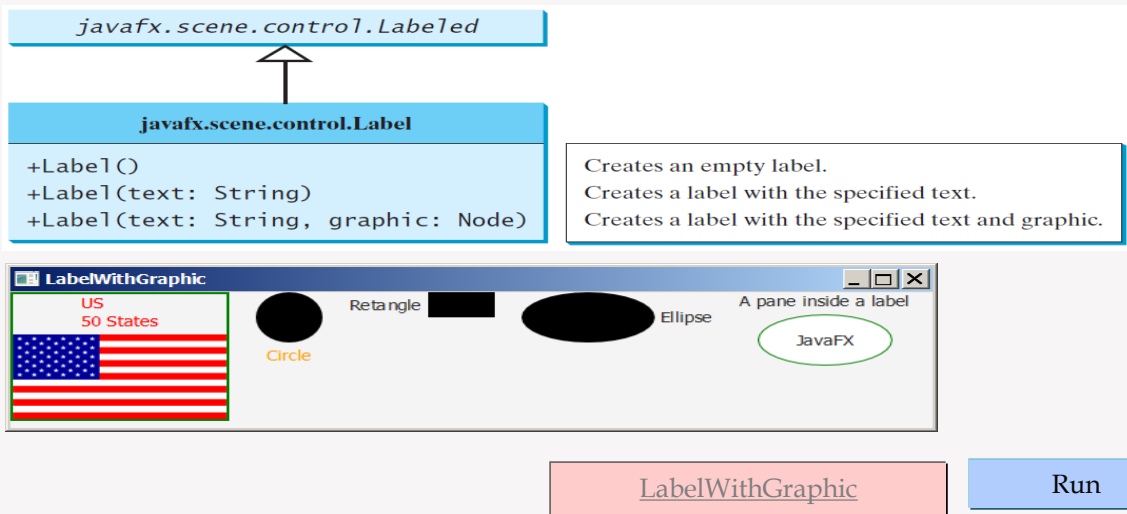 javafx.scene.control.Labeled
javafx.scene.control.Label
+Label()
+Label(text: String)
+Label(text: String, graphic: Node)
Creates an empty label.
Creates a label with the specified text.
Creates a label with the specified text and graphic.
LabelWithGraphic
US
50 States
Circle
Retangle
Ellipse
A pane inside a label
JavaFX
LabelWithGraphic
Run